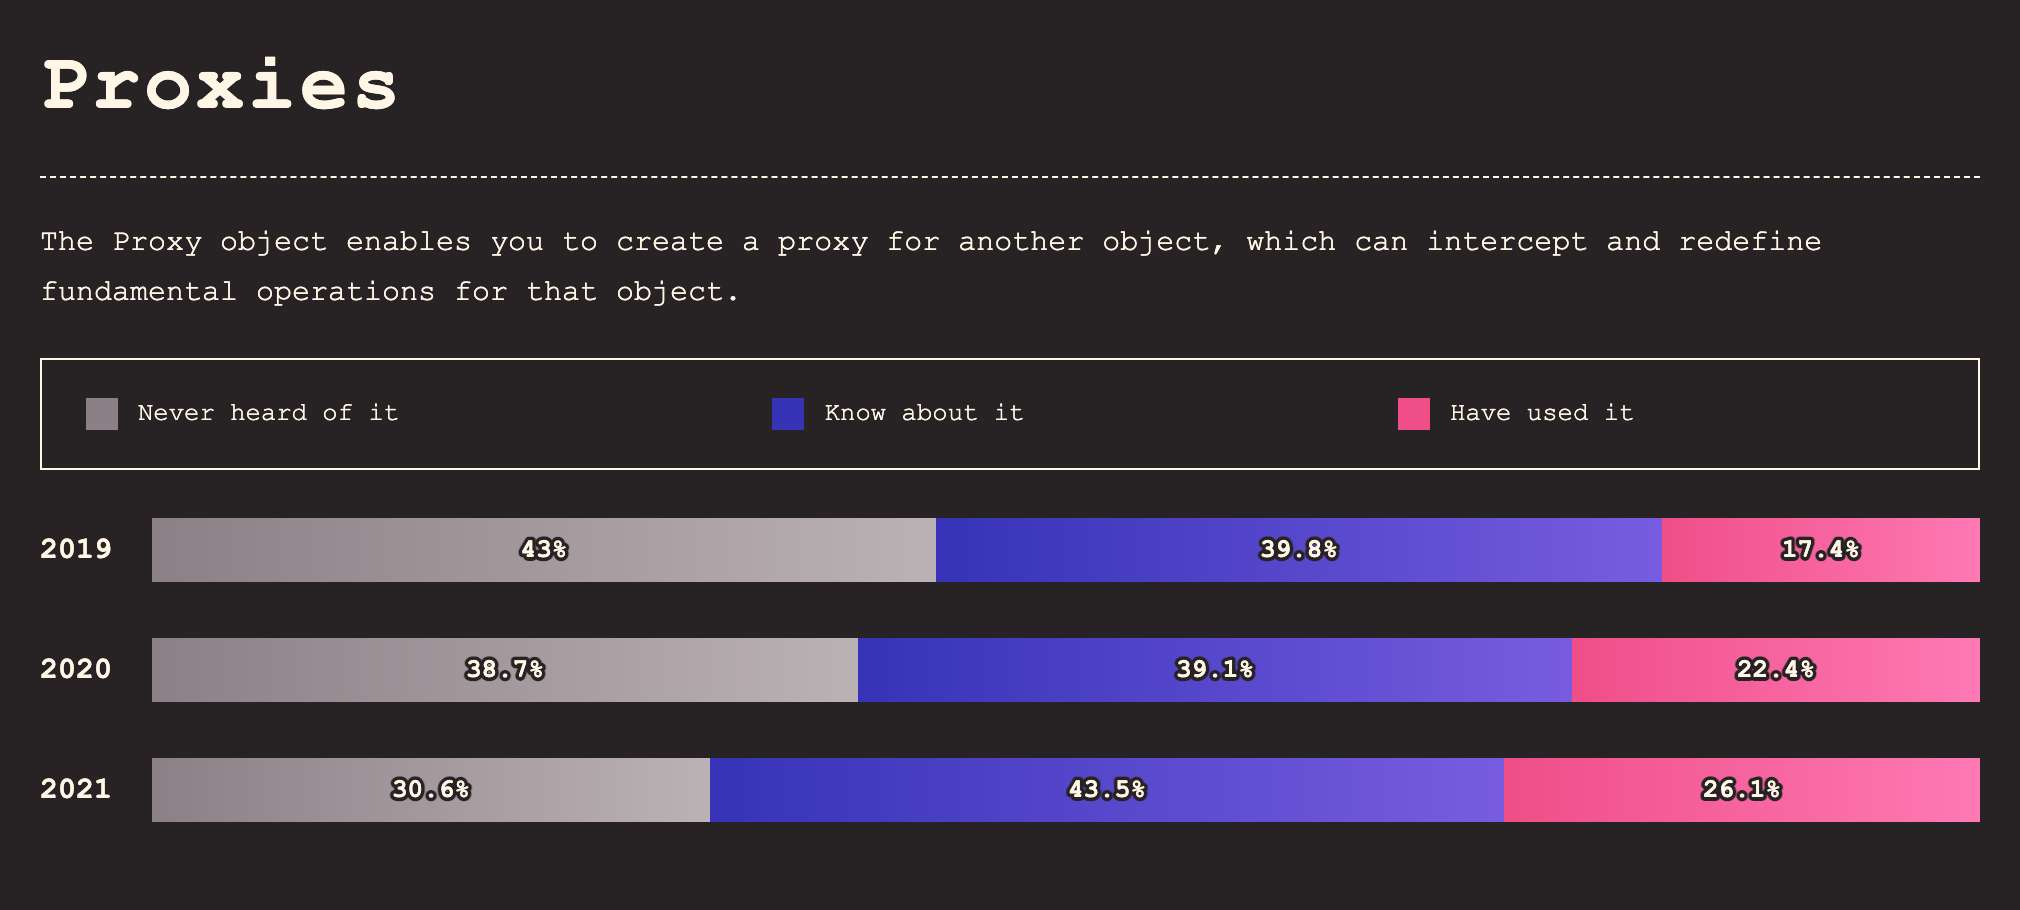 Proxies
The Proxy object enables you to create a proxy for another object, which can intercept and redefine
fundamental operations for that object.
Never heard of it Know about it Have used it
2019 43% 39.8% 17.4%
2020 38.7% 39.1% 22.4%
2021 30.6% 43.5% 26.1%